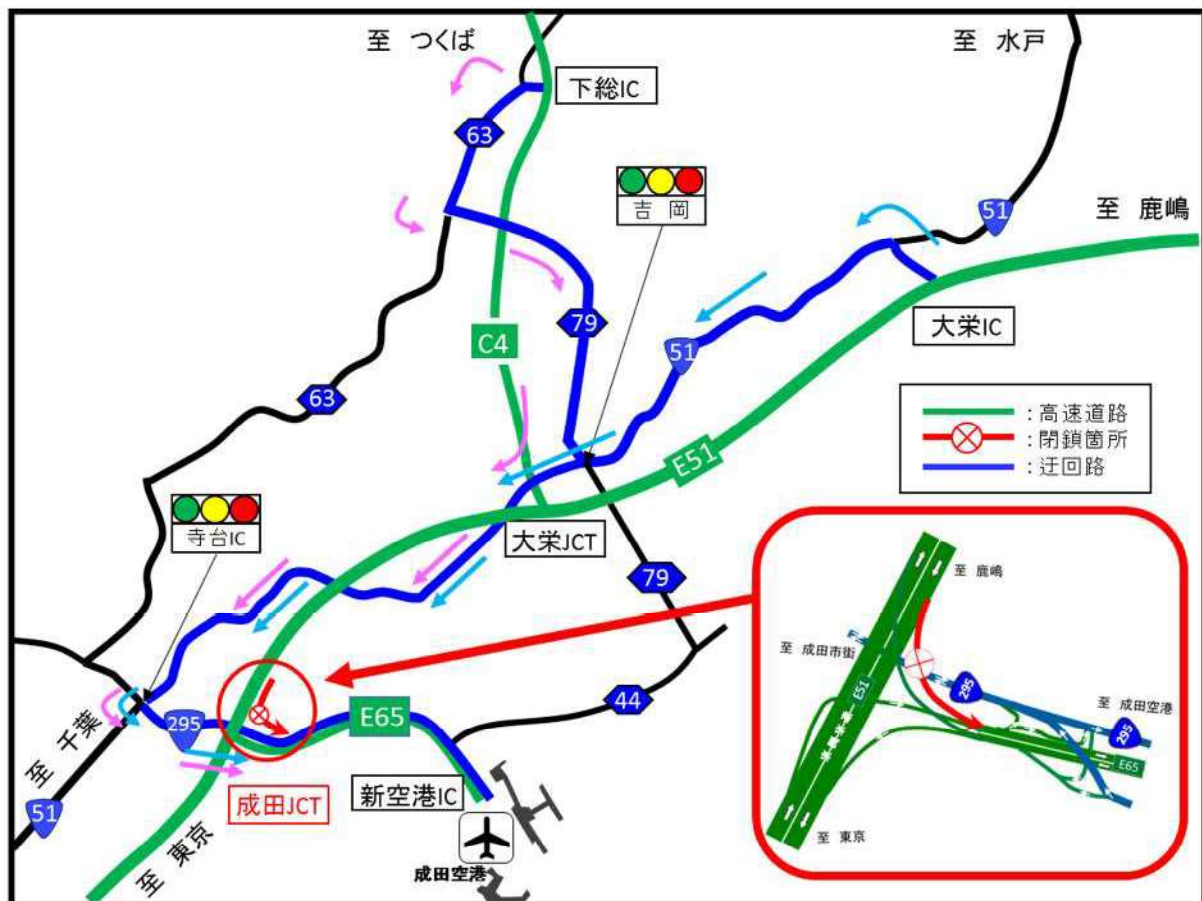 至 つくば
至 水戸
下総IC
63
吉岡
51
至 鹿嶋
79
大栄IC
C4
51
63
高速道路
閉鎖箇所
迂回路
E51
寺台IC
大栄JCT
79
至 鹿嶋
至 成田市街
295
至 成田空港
E51
295
E65
至 東京
44
E65
295
至 千葉
成田JCT
新空港IC
51
至 東京
成田空港